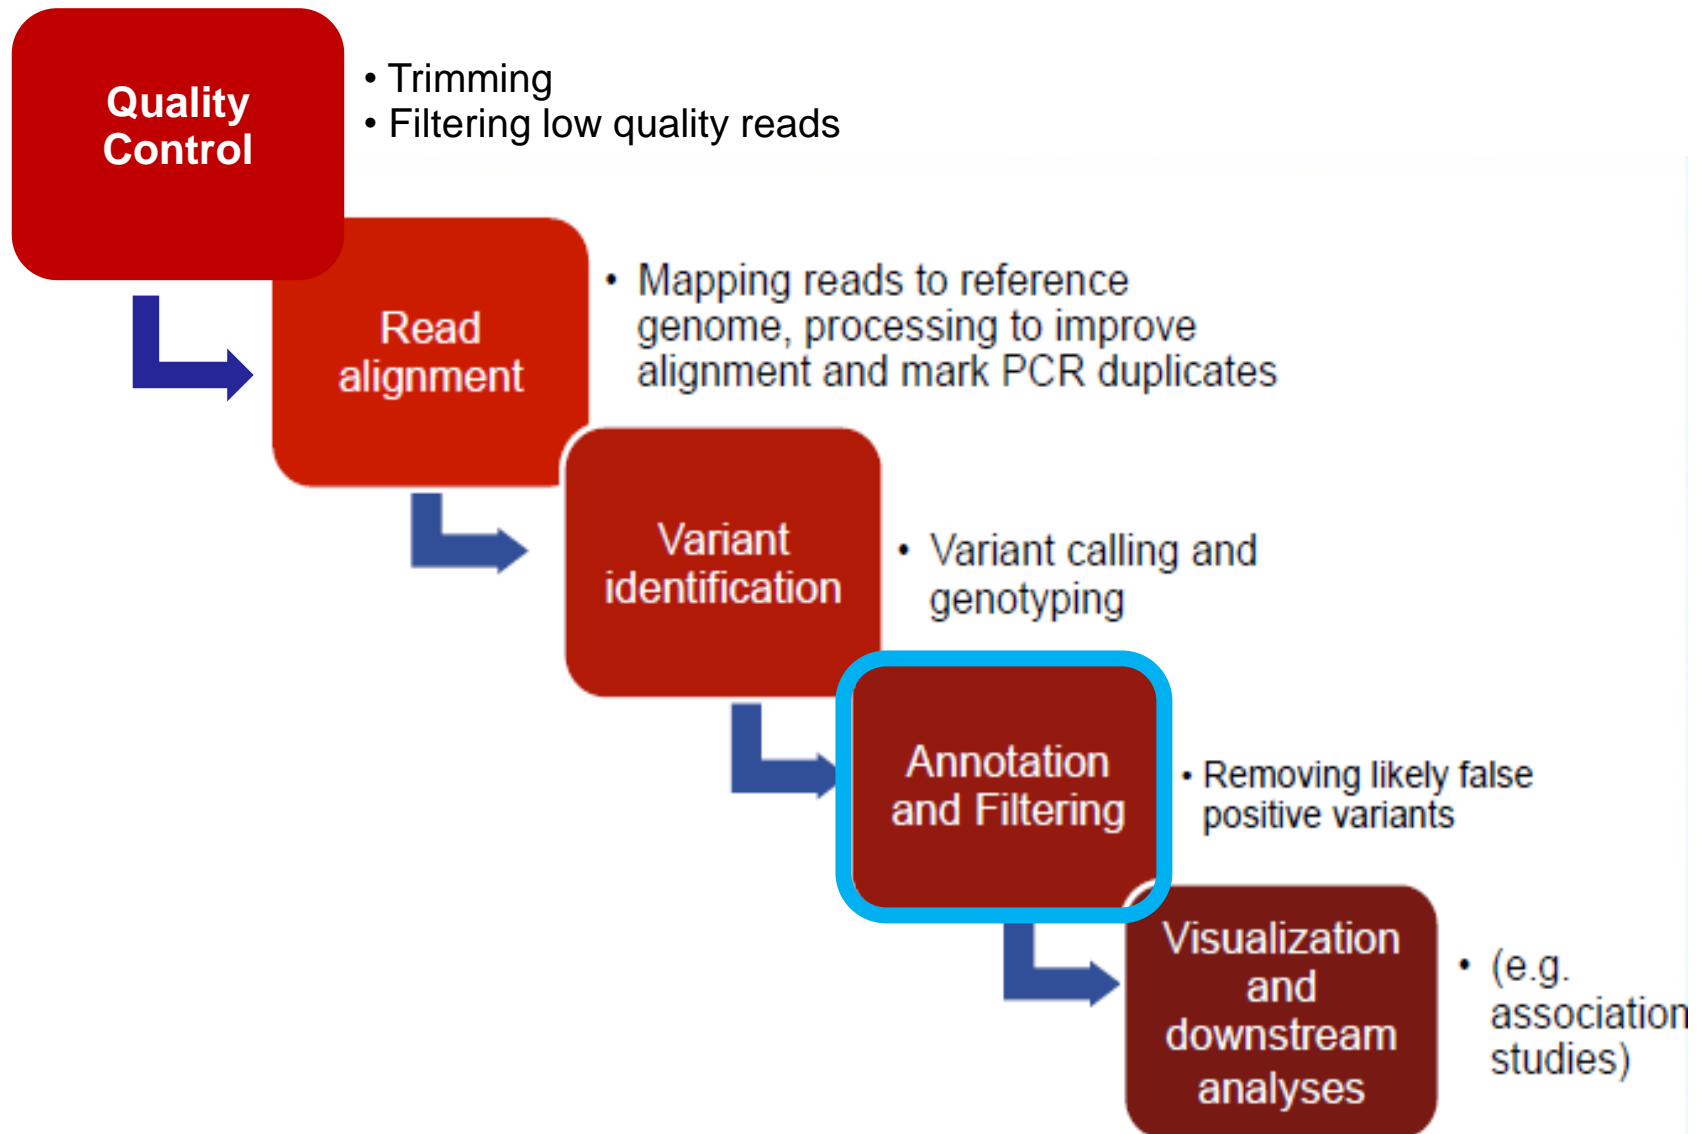 Quality
Control
• Trimming
• Filtering low quality reads
Read
alignment
• Mapping reads to reference
genome, processing to improve
alignment and mark PCR duplicates
Variant
identification
• Variant calling and
genotyping
Annotation
and Filtering
• Removing likely false
positive variants
Visualization
and
downstream
analyses
• (e.g.
association
studies)